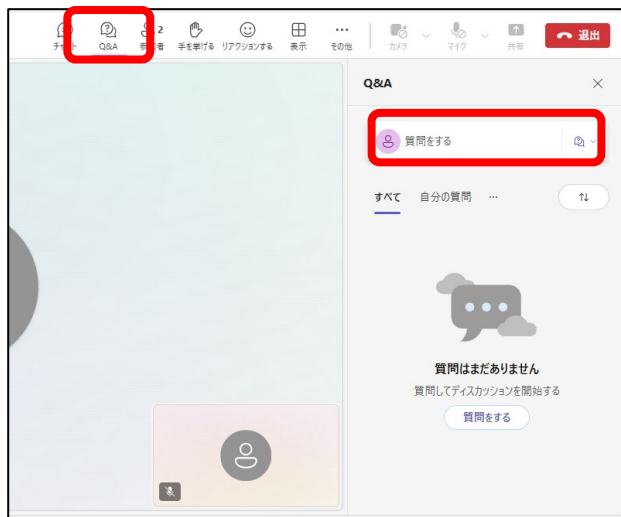 チャット Q&A 参加者 2 手を挙げる リアクションする 表示 その他 カメラ マイク 共有 退出
Q&A
質問をする
すべて 自分の質問 ...
質問はまだありません
質問してディスカッションを開始する
質問をする